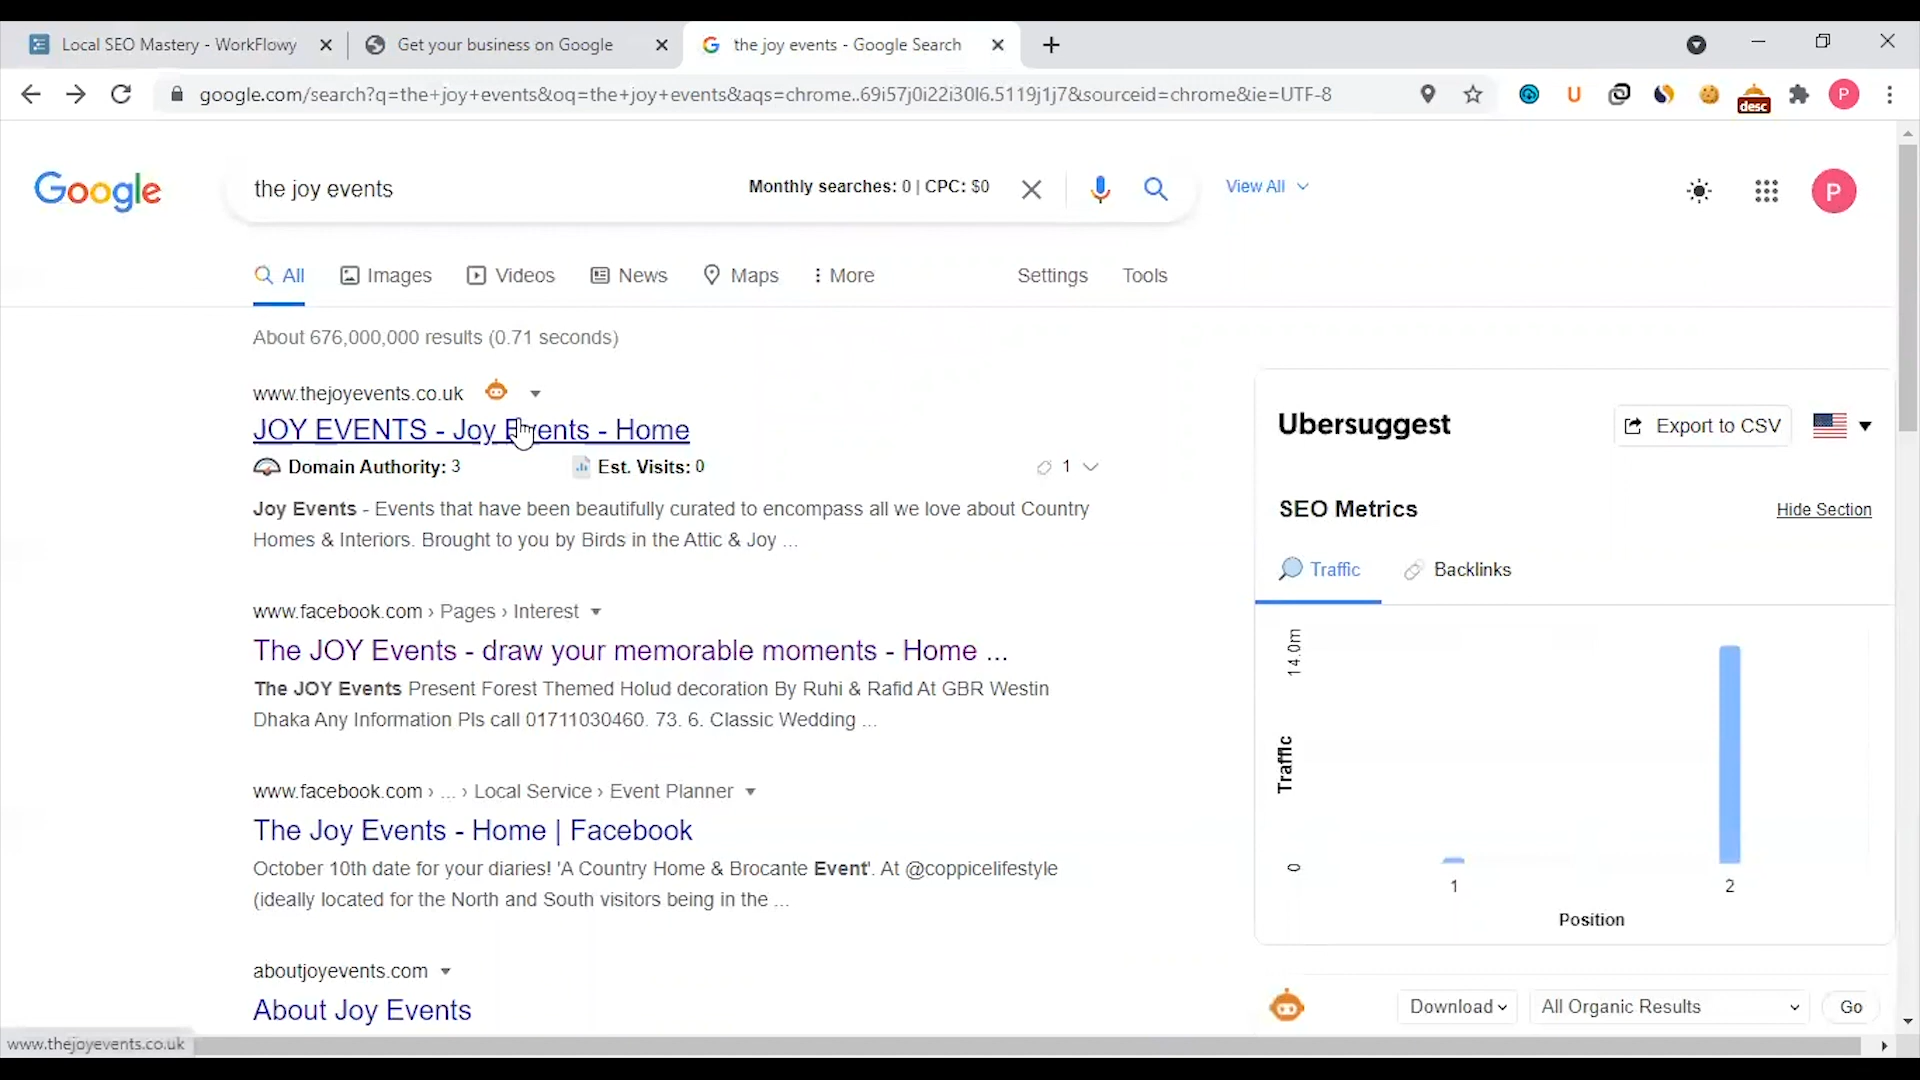 Local SEO Mastery - WorkFlowy
Get your business on Google
the joy events - Google Search
google.com/search?q=the+joy+events&oq=the+joy+events&aqs=chrome..69i57j0i22i30l6.5119j1j7&sourceid=chrome&ie=UTF-8
U
desc
P
Google
the joy events
Monthly searches: 0 | CPC: $0
View All
P
All
Images
Videos
News
Maps
More
Settings
Tools
About 676,000,000 results (0.71 seconds)
www.thejoyevents.co.uk
JOY EVENTS - Joy Events - Home
Domain Authority: 3
Est. Visits: 0
1
Joy Events - Events that have been beautifully curated to encompass all we love about Country
Homes & Interiors. Brought to you by Birds in the Attic & Joy ...
www.facebook.com › Pages › Interest
The JOY Events - draw your memorable moments - Home ...
The JOY Events Present Forest Themed Holud decoration By Ruhi & Rafid At GBR Westin
Dhaka Any Information Pls call 01711030460. 73. 6. Classic Wedding ...
www.facebook.com › ... › Local Service › Event Planner
The Joy Events - Home | Facebook
October 10th date for your diaries! 'A Country Home & Brocante Event'. At @coppicelifestyle
(ideally located for the North and South visitors being in the ...
aboutjoyevents.com
About Joy Events
www.thejoyevents.co.uk
Ubersuggest
Export to CSV
SEO Metrics
Hide Section
Traffic
Backlinks
14.0m
Traffic
0
1
2
Position
Download
All Organic Results
Go